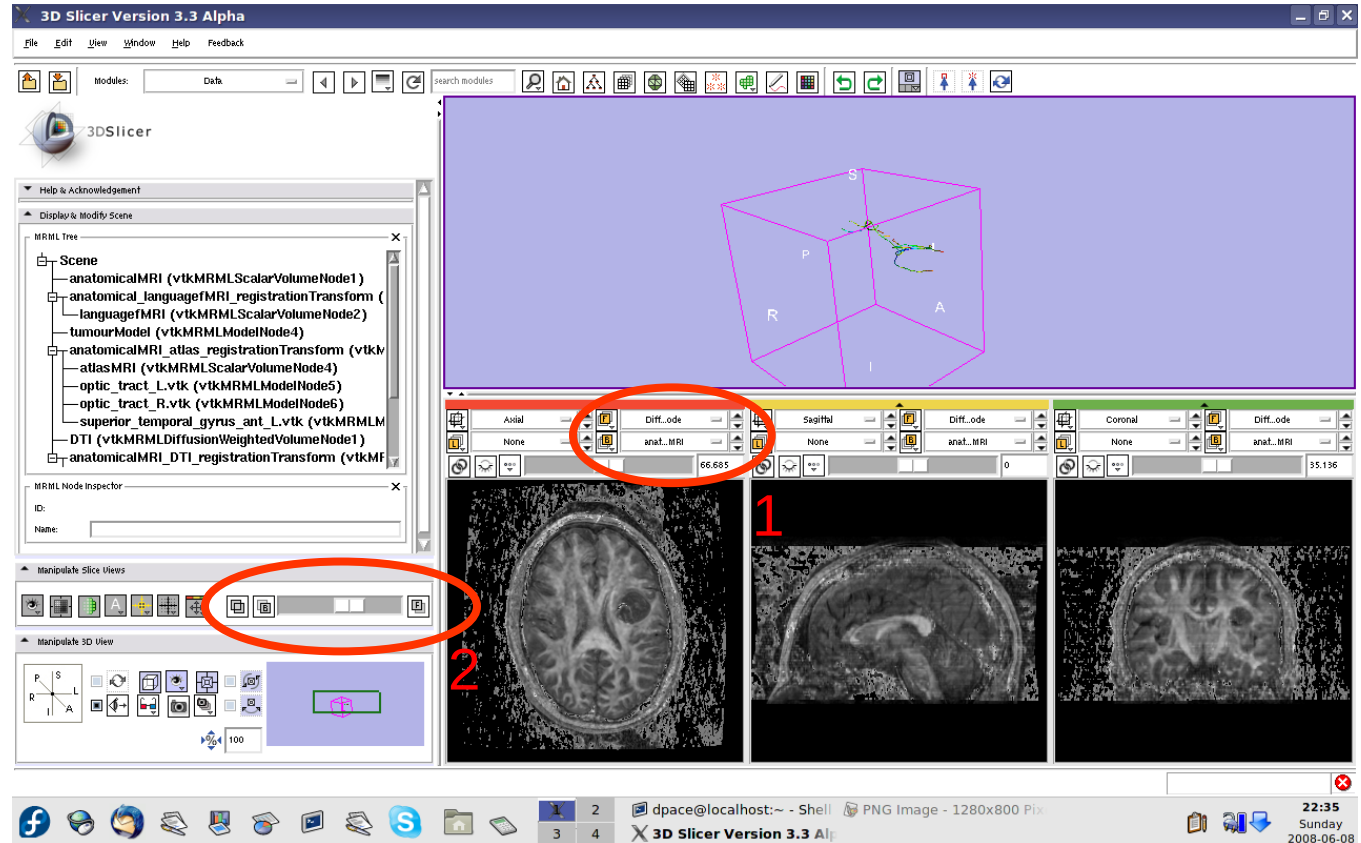 3D Slicer Version 3.3 Alpha
File Edit View Window Help Feedback
Modules: Data search modules
3DSlicer
Help & Acknowledgement
Display & Modify Scene
MRML Tree
Scene
anatomicalMRI (vtkMRMLScalarVolumeNode1)
anatomical_languagefMRI_registrationTransform (
languagefMRI (vtkMRMLScalarVolumeNode2)
tumourModel (vtkMRMLModelNode4)
anatomicalMRI_atlas_registrationTransform (vtkM
atlasMRI (vtkMRMLScalarVolumeNode4)
optic_tract_L.vtk (vtkMRMLModelNode5)
optic_tract_R.vtk (vtkMRMLModelNode6)
superior_temporal_gyrus_ant_L.vtk (vtkMRMLM
DTI (vtkMRMLDiffusionWeightedVolumeNode1)
anatomicalMRI_DTI_registrationTransform (vtkMF
MRML Node Inspector
ID:
Name:
Manipulate Slice Views
A B F
Manipulate 3D View
P S
R L
I A
% 100
S
P
R A
I
Axial F Diff...ode Sagittal F Diff...ode Coronal F Diff...ode
L None B anat...MRI L None B anat...MRI L None B anat...MRI
66.685 0 35.136
1
2
1 2 dpace@localhost:~ - Shell PNG Image - 1280x800 Pix
3 4 3D Slicer Version 3.3 Alp
22:35
Sunday
2008-06-08